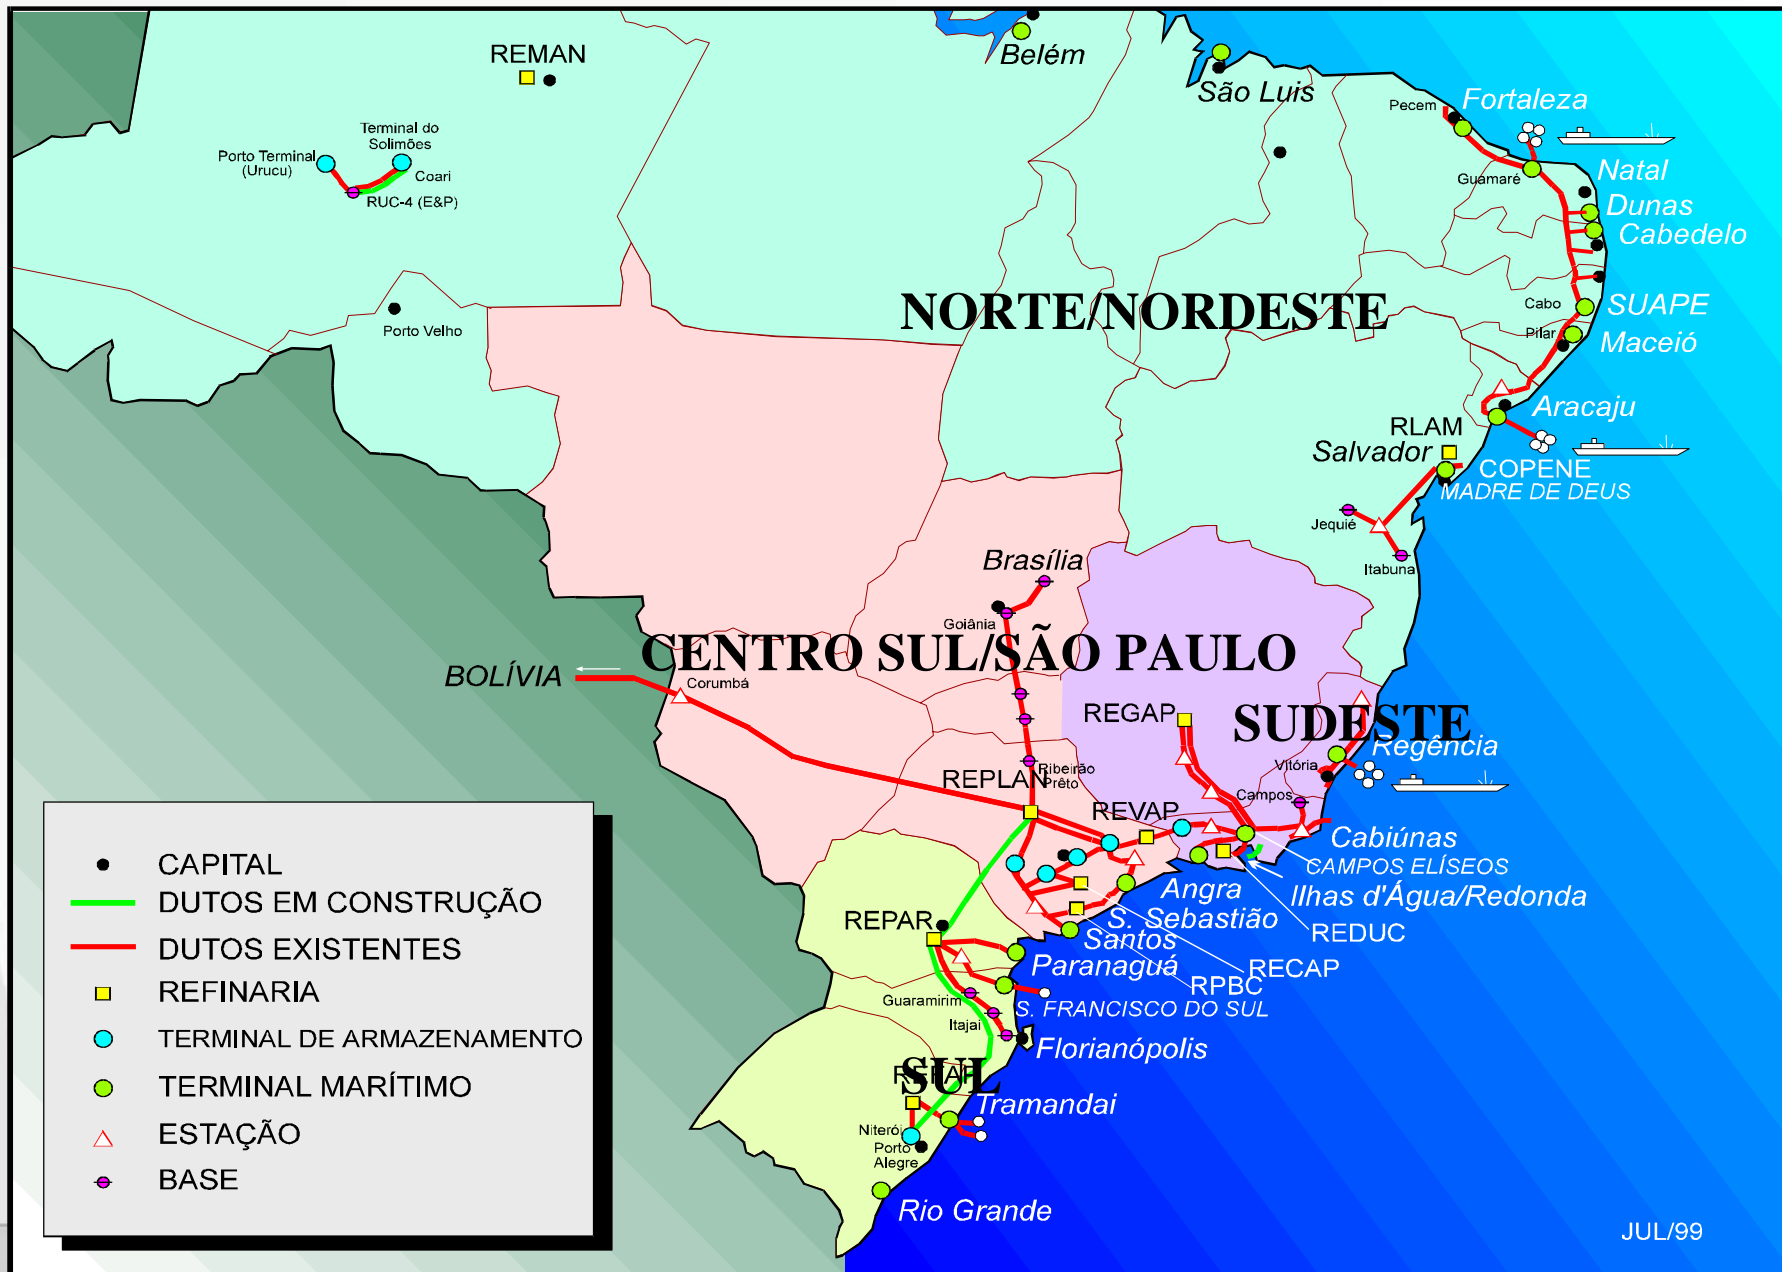 REMAN
Belém
São Luis
Pecem
Fortaleza
Terminal do
Solimões
Porto Terminal
(Urucu)
Coari
RUC-4 (E&P)
Guamaré
Natal
Dunas
Cabedelo
NORTE/NORDESTE
Cabo
SUAPE
Porto Velho
Pilar
Maceió
Aracaju
RLAM
Salvador
COPENE
MADRE DE DEUS
Jequié
Itabuna
Brasília
Goiânia
CENTRO SUL/SÃO PAULO
BOLÍVIA
Corumbá
REGAP
SUDESTE
Regência
Vitória
Ribeirão
Prêto
REPLAN
Campos
REVAP
Cabiúnas
CAMPOS ELÍSEOS
Angra
Ilhas d'Água/Redonda
S. Sebastião
REPAR
Santos
REDUC
Paranaguá
RECAP
RPBC
Guaramirim
S. FRANCISCO DO SUL
Itajai
Florianópolis
SUL
Tramandai
Niterói
Porto
Alegre
Rio Grande
CAPITAL
DUTOS EM CONSTRUÇÃO
DUTOS EXISTENTES
REFINARIA
TERMINAL DE ARMAZENAMENTO
TERMINAL MARÍTIMO
ESTAÇÃO
BASE
JUL/99